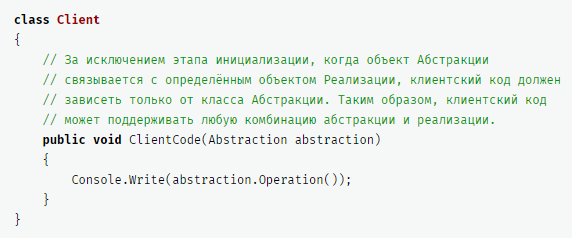 class Client
{
// За исключением этапа инициализации, когда объект Абстракции
// связывается с определённым объектом Реализации, клиентский код должен
// зависеть только от класса Абстракции. Таким образом, клиентский код
// может поддерживать любую комбинацию абстракции и реализации.
public void ClientCode(Abstraction abstraction)
{
Console.Write(abstraction.Operation());
}
}